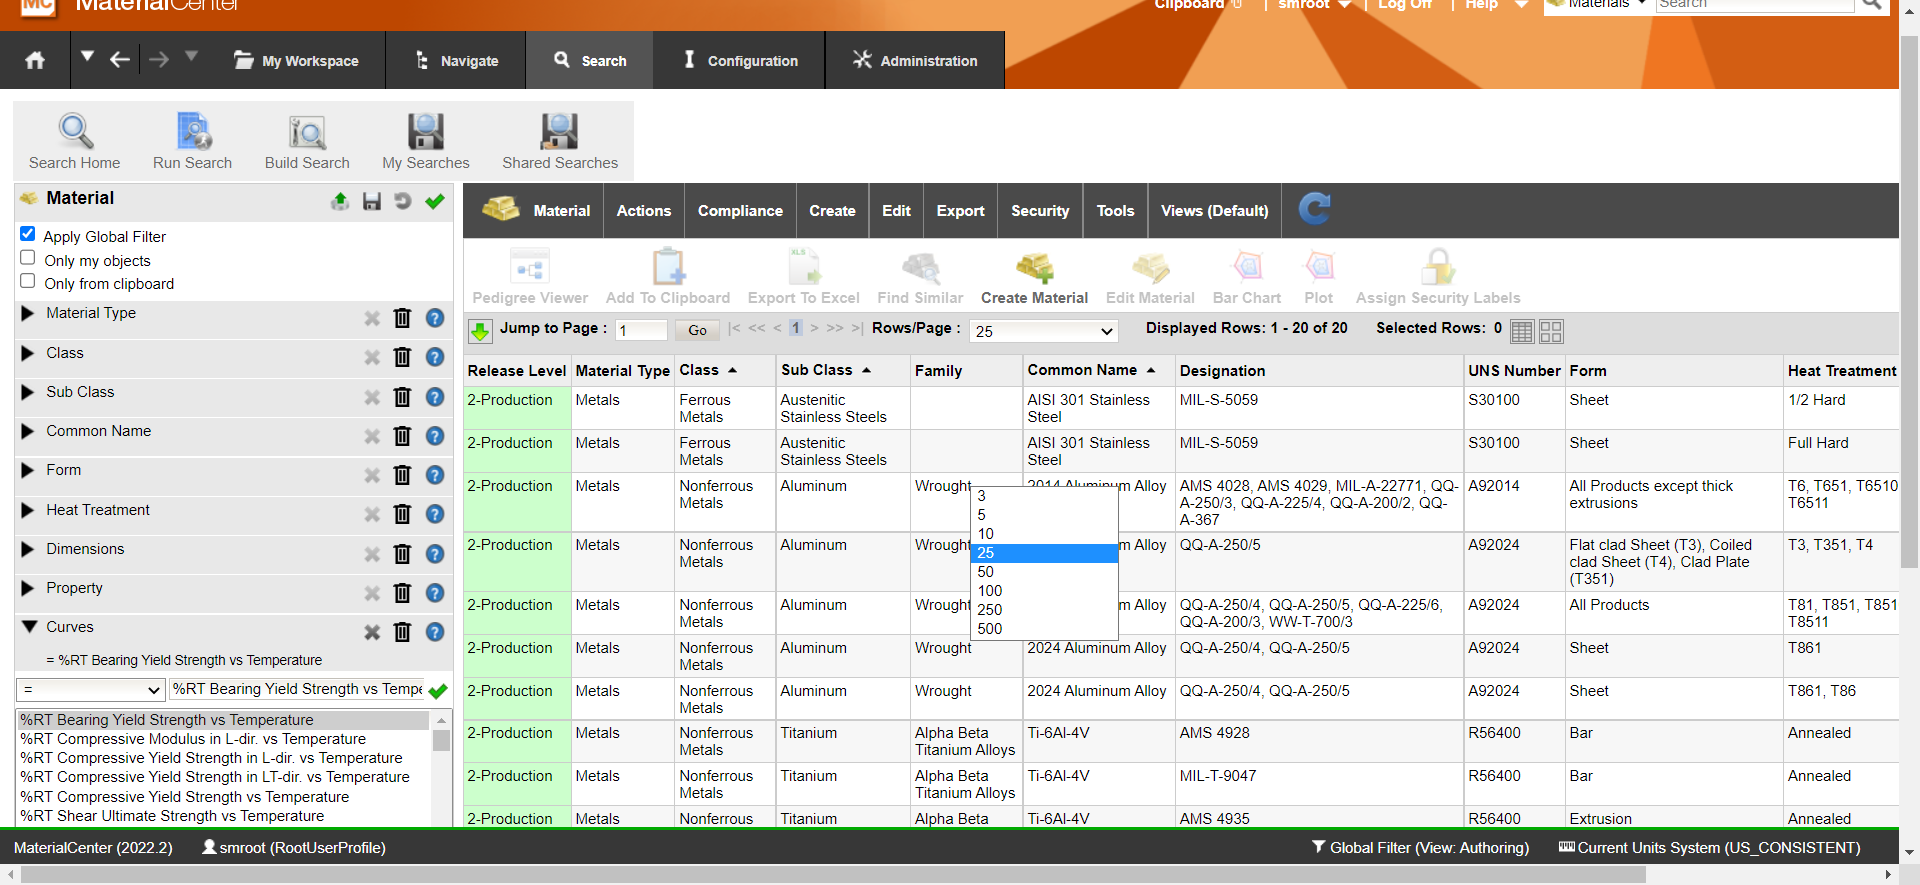 MC MaterialCenter
Clipboard 0 | smroot | Log Off | Help Materials Search
My Workspace Navigate Search Configuration Administration
Search Home Run Search Build Search My Searches Shared Searches
Material
Apply Global Filter
Only my objects
Only from clipboard
Material Type
Class
Sub Class
Common Name
Form
Heat Treatment
Dimensions
Property
Curves
= %RT Bearing Yield Strength vs Temperature
= %RT Bearing Yield Strength vs Tempe
%RT Bearing Yield Strength vs Temperature
%RT Compressive Modulus in L-dir. vs Temperature
%RT Compressive Yield Strength in L-dir. vs Temperature
%RT Compressive Yield Strength in LT-dir. vs Temperature
%RT Compressive Yield Strength vs Temperature
%RT Shear Ultimate Strength vs Temperature
Material Actions Compliance Create Edit Export Security Tools Views (Default)
XLS
Pedigree Viewer Add To Clipboard Export To Excel Find Similar Create Material Edit Material Bar Chart Plot Assign Security Labels
Jump to Page : 1 Go |< << < 1 > >> >| Rows/Page : 25 Displayed Rows: 1 - 20 of 20 Selected Rows: 0
Release Level Material Type Class Sub Class Family Common Name Designation UNS Number Form Heat Treatment
2-Production Metals Ferrous Austenitic AISI 301 Stainless MIL-S-5059 S30100 Sheet 1/2 Hard
Metals Stainless Steels Steel
2-Production Metals Ferrous Austenitic AISI 301 Stainless MIL-S-5059 S30100 Sheet Full Hard
Metals Stainless Steels Steel
2-Production Metals Nonferrous Aluminum Wrought 2014 Aluminum Alloy AMS 4028, AMS 4029, MIL-A-22771, QQ- A92014 All Products except thick T6, T651, T6510
Metals A-250/3, QQ-A-225/4, QQ-A-200/2, QQ- extrusions T6511
A-367
2-Production Metals Nonferrous Aluminum Wrought m Alloy QQ-A-250/5 A92024 Flat clad Sheet (T3), Coiled T3, T351, T4
Metals clad Sheet (T4), Clad Plate
(T351)
2-Production Metals Nonferrous Aluminum Wrought m Alloy QQ-A-250/4, QQ-A-250/5, QQ-A-225/6, A92024 All Products T81, T851, T851
Metals QQ-A-200/3, WW-T-700/3 T8511
2-Production Metals Nonferrous Aluminum Wrought 2024 Aluminum Alloy QQ-A-250/4, QQ-A-250/5 A92024 Sheet T861
Metals
2-Production Metals Nonferrous Aluminum Wrought 2024 Aluminum Alloy QQ-A-250/4, QQ-A-250/5 A92024 Sheet T861, T86
Metals
2-Production Metals Nonferrous Titanium Alpha Beta Ti-6Al-4V AMS 4928 R56400 Bar Annealed
Metals Titanium Alloys
2-Production Metals Nonferrous Titanium Alpha Beta Ti-6Al-4V MIL-T-9047 R56400 Bar Annealed
Metals Titanium Alloys
2-Production Metals Nonferrous Titanium Alpha Beta Ti-6Al-4V AMS 4935 R56400 Extrusion Annealed
3
5
10
25
50
100
250
500
MaterialCenter (2022.2) smroot (RootUserProfile) Global Filter (View: Authoring) Current Units System (US_CONSISTENT)